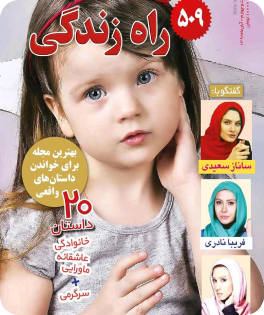 ۵۰۹
راه زندگی
گفتگو با:
ساناز سعیدی
فریبا نادری
بهترین مجله
برای خواندن
داستان‌های
واقعی
۲۰
داستان
خانوادگی
عاشقانه
ماورایی
+
سرگرمی